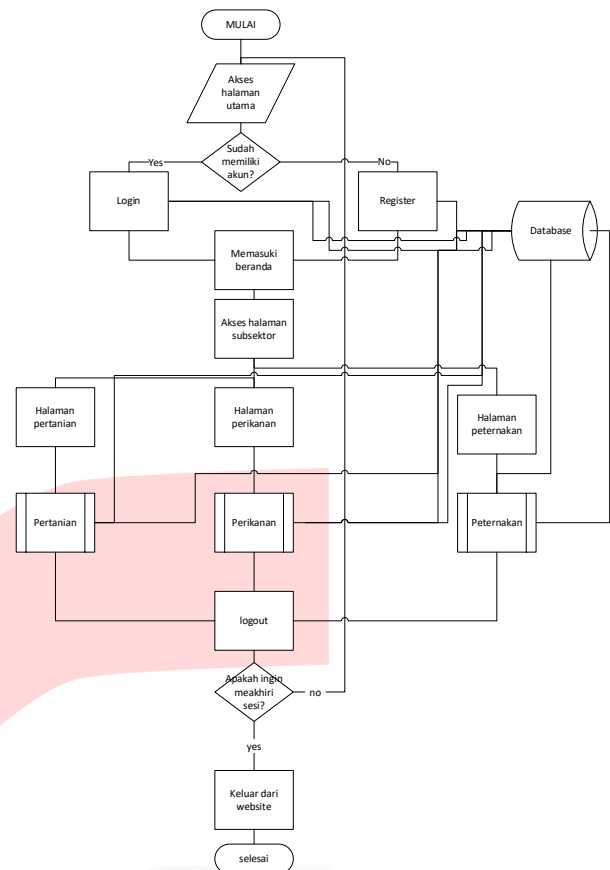 MULAI
Akses
halaman
utama
Sudah
memiliki
akun?
Yes
No
Login
Register
Database
Memasuki
beranda
Akses halaman
subsektor
Halaman
pertanian
Halaman
perikanan
Halaman
peternakan
Pertanian
Perikanan
Peternakan
logout
Apakah ingin
meakhiri
sesi?
no
yes
Keluar dari
website
selesai